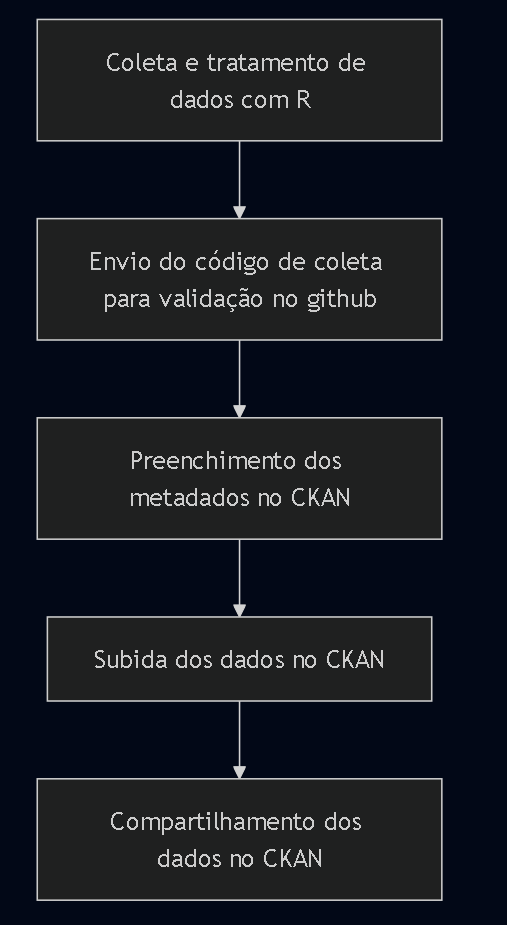 Coleta e tratamento de
dados com R
Envio do código de coleta
para validação no github
Preenchimento dos
metadados no CKAN
Subida dos dados no CKAN
Compartilhamento dos
dados no CKAN